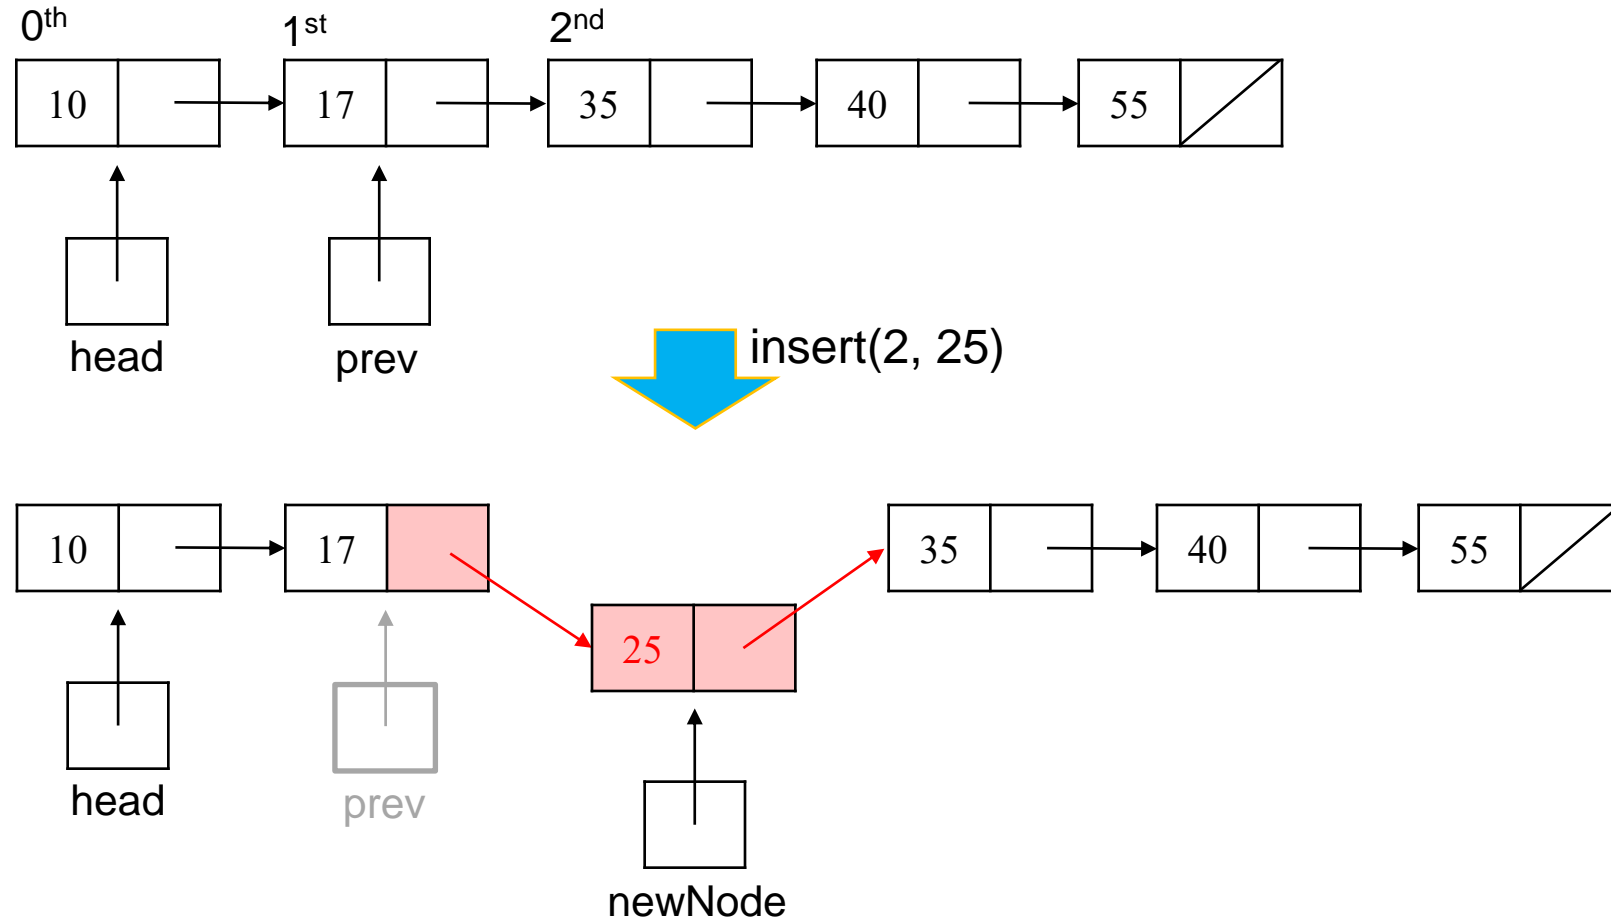 0th 1st 2nd
10 17 35 40 55
head prev
insert(2, 25)
10 17 35 40 55
25
head prev
newNode